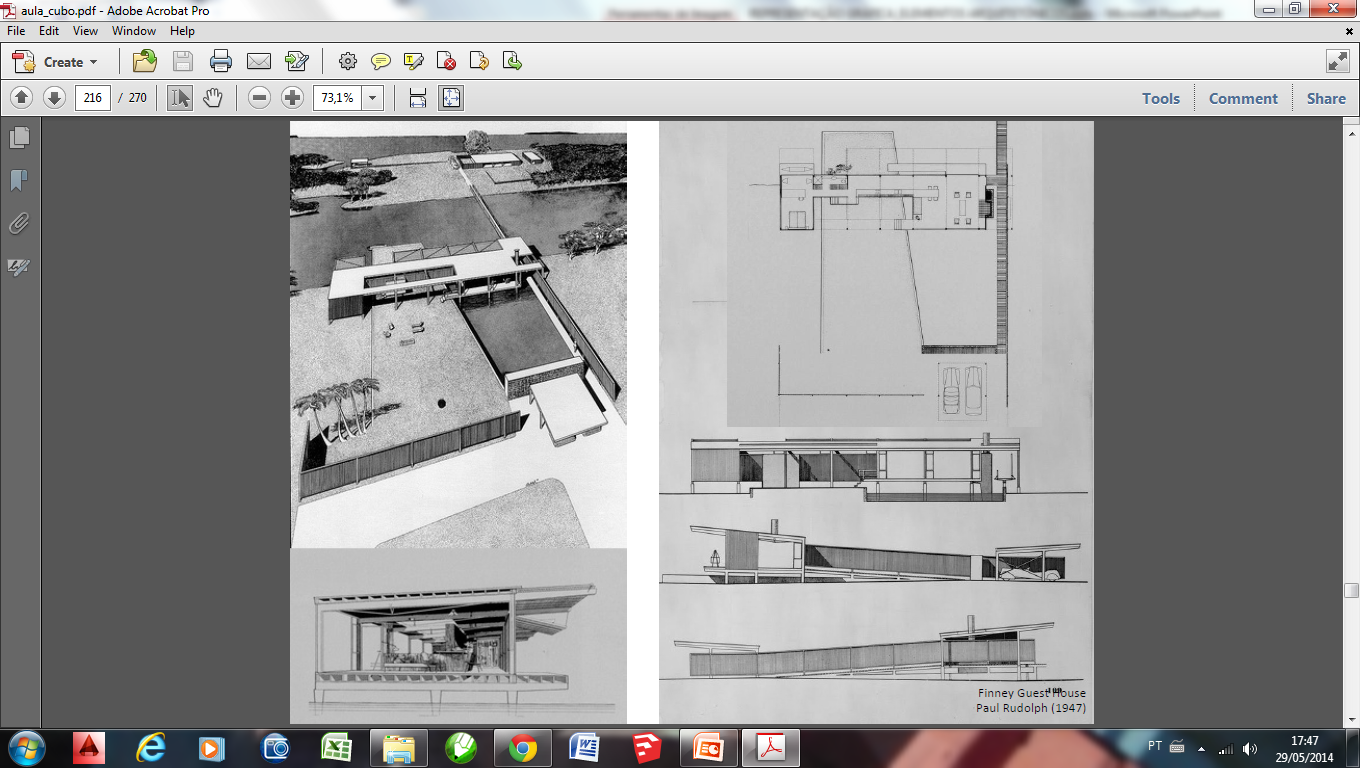 aula_cubo.pdf - Adobe Acrobat Pro
File Edit View Window Help
Create
216 / 270
73,1%
Tools Comment Share
Finney Guest House
Paul Rudolph (1947)
PT
17:47
29/05/2014